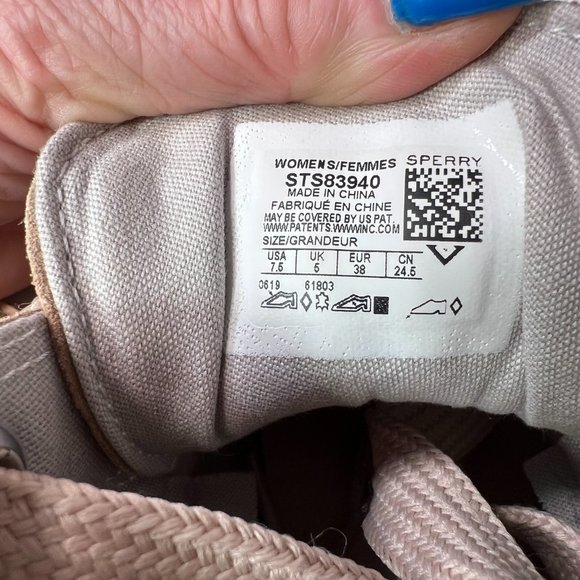 WOMENS/FEMMES SPERRY
STS83940
MADE IN CHINA
FABRIQUÉ EN CHINE
MAY BE COVERED BY US PAT.
WWW.PATENTS.WWWINC.COM
SIZE/GRANDEUR
USA UK EUR CN
7.5 5 38 24.5
0619 61803